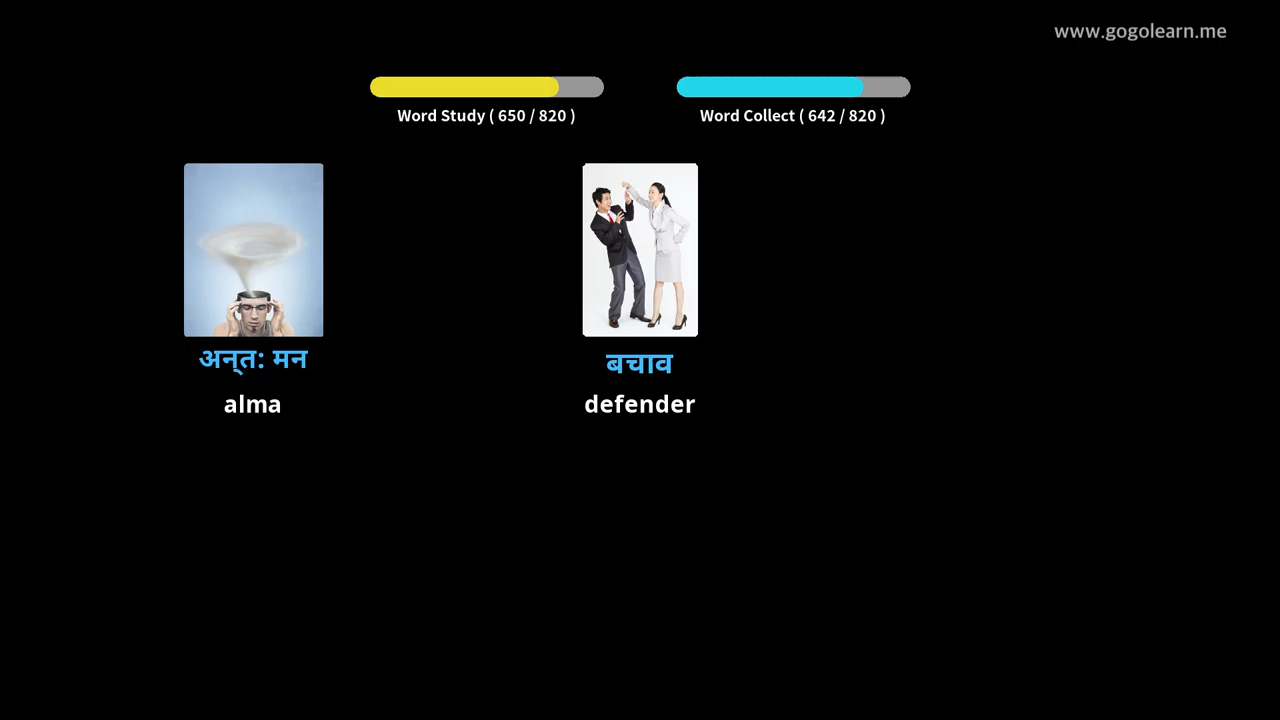 www.gogolearn.me
Word Study ( 650 / 820 )
Word Collect ( 642 / 820 )
अन्त: मन
बचाव
alma
defender